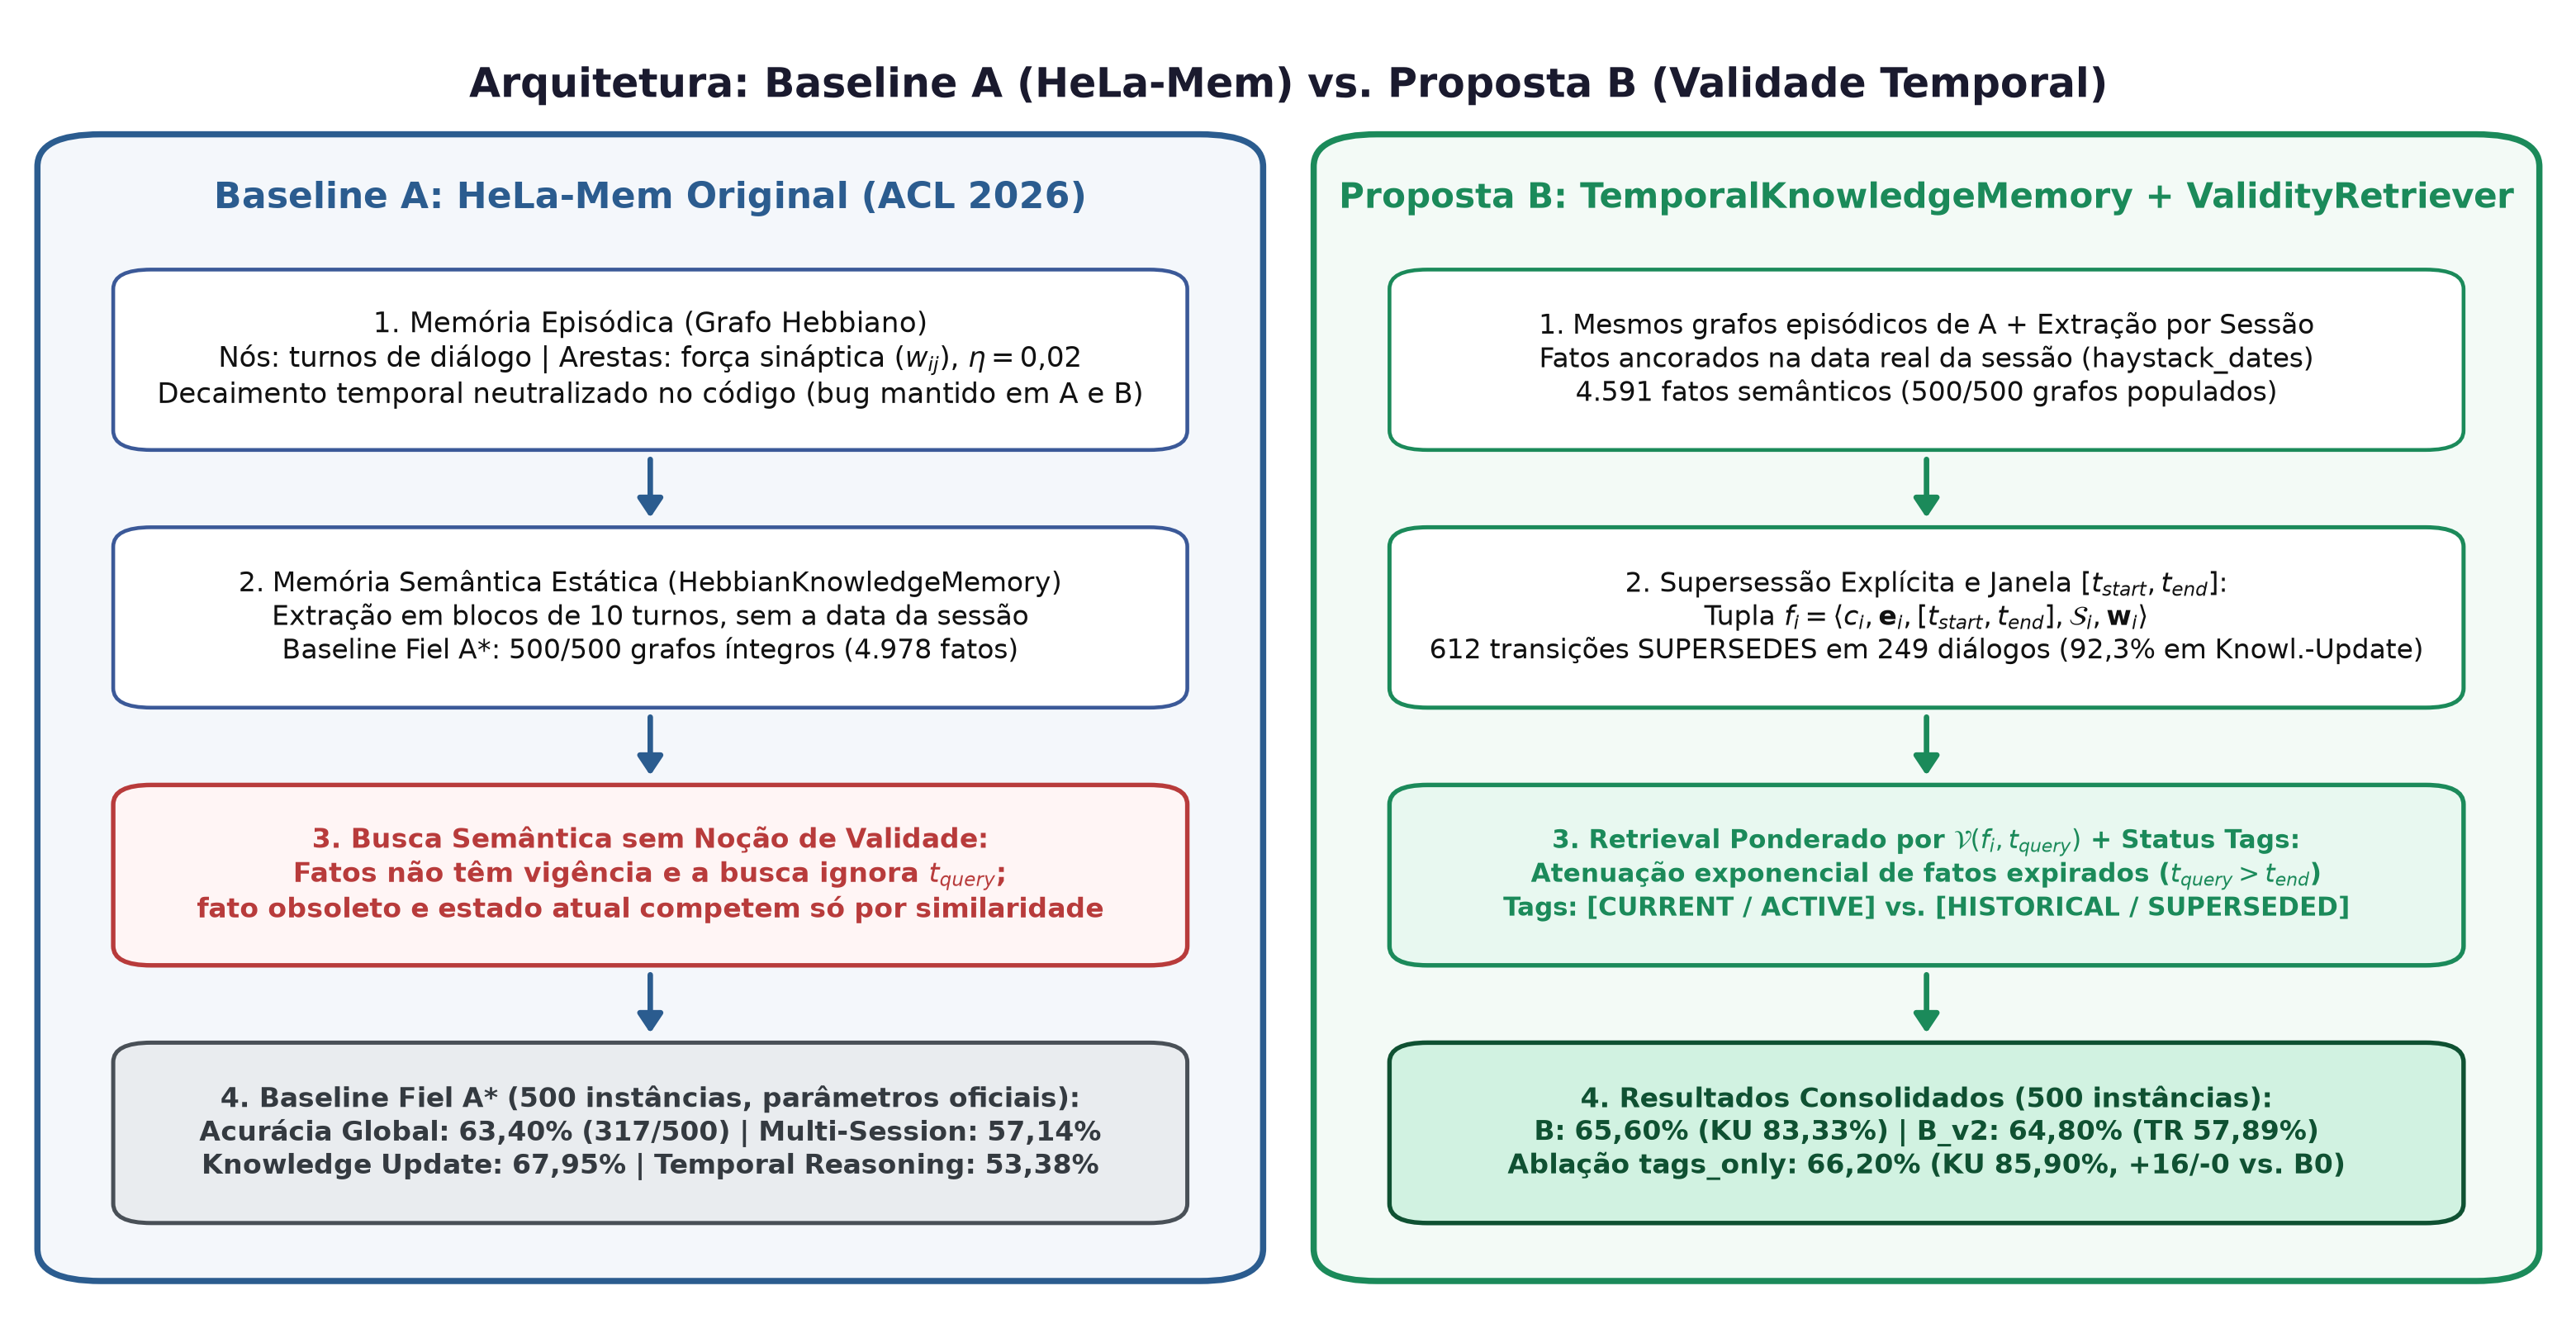 Arquitetura: Baseline A (HeLa-Mem) vs. Proposta B (Validade Temporal)
Baseline A: HeLa-Mem Original (ACL 2026)
1. Memória Episódica (Grafo Hebbiano)
Nós: turnos de diálogo | Arestas: força sináptica (w_ij), η = 0,02
Decaimento temporal neutralizado no código (bug mantido em A e B)
2. Memória Semântica Estática (HebbianKnowledgeMemory)
Extração em blocos de 10 turnos, sem a data da sessão
Baseline Fiel A*: 500/500 grafos íntegros (4.978 fatos)
3. Busca Semântica sem Noção de Validade:
Fatos não têm vigência e a busca ignora t_query;
fato obsoleto e estado atual competem só por similaridade
4. Baseline Fiel A* (500 instâncias, parâmetros oficiais):
Acurácia Global: 63,40% (317/500) | Multi-Session: 57,14%
Knowledge Update: 67,95% | Temporal Reasoning: 53,38%
Proposta B: TemporalKnowledgeMemory + ValidityRetriever
1. Mesmos grafos episódicos de A + Extração por Sessão
Fatos ancorados na data real da sessão (haystack_dates)
4.591 fatos semânticos (500/500 grafos populados)
2. Supersessão Explícita e Janela [t_start, t_end]:
Tupla f_i = ⟨c_i, e_i, [t_start, t_end], 𝒮_i, w_i⟩
612 transições SUPERSEDES em 249 diálogos (92,3% em Knowl.-Update)
3. Retrieval Ponderado por 𝒱(f_i, t_query) + Status Tags:
Atenuação exponencial de fatos expirados (t_query > t_end)
Tags: [CURRENT / ACTIVE] vs. [HISTORICAL / SUPERSEDED]
4. Resultados Consolidados (500 instâncias):
B: 65,60% (KU 83,33%) | B_v2: 64,80% (TR 57,89%)
Ablação tags_only: 66,20% (KU 85,90%, +16/-0 vs. B0)